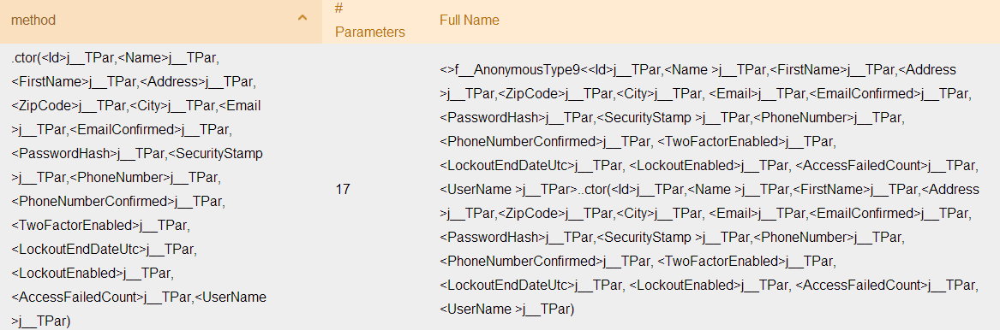 method
#
Parameters
Full Name
.ctor(<Id>j__TPar,<Name>j__TPar,
<FirstName>j__TPar,<Address>j__TPar,
<ZipCode>j__TPar,<City>j__TPar,<Email
>j__TPar,<EmailConfirmed>j__TPar,
<PasswordHash>j__TPar,<SecurityStamp
>j__TPar,<PhoneNumber>j__TPar,
<PhoneNumberConfirmed>j__TPar,
<TwoFactorEnabled>j__TPar,
<LockoutEndDateUtc>j__TPar,
<LockoutEnabled>j__TPar,
<AccessFailedCount>j__TPar,<UserName
>j__TPar)
17
<>f__AnonymousType9<<Id>j__TPar,<Name >j__TPar,<FirstName>j__TPar,<Address
>j__TPar,<ZipCode>j__TPar,<City>j__TPar, <Email>j__TPar,<EmailConfirmed>j__TPar,
<PasswordHash>j__TPar,<SecurityStamp >j__TPar,<PhoneNumber>j__TPar,
<PhoneNumberConfirmed>j__TPar, <TwoFactorEnabled>j__TPar,
<LockoutEndDateUtc>j__TPar, <LockoutEnabled>j__TPar, <AccessFailedCount>j__TPar,
<UserName >j__TPar>..ctor(<Id>j__TPar,<Name >j__TPar,<FirstName>j__TPar,<Address
>j__TPar,<ZipCode>j__TPar,<City>j__TPar, <Email>j__TPar,<EmailConfirmed>j__TPar,
<PasswordHash>j__TPar,<SecurityStamp >j__TPar,<PhoneNumber>j__TPar,
<PhoneNumberConfirmed>j__TPar, <TwoFactorEnabled>j__TPar,
<LockoutEndDateUtc>j__TPar, <LockoutEnabled>j__TPar, <AccessFailedCount>j__TPar,
<UserName >j__TPar)